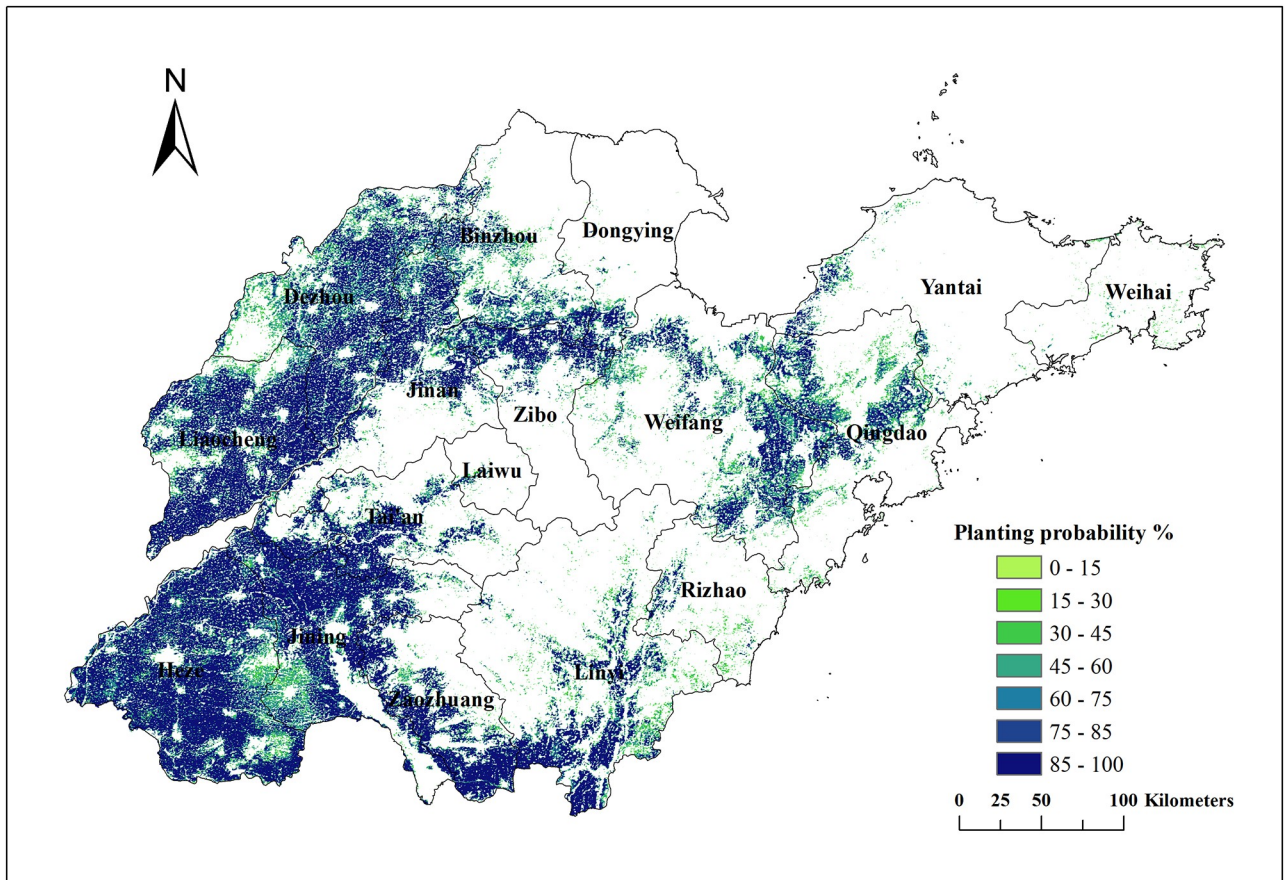 N
Binzhou
Dongying
Dezhou
Yantai
Weihai
Jinan
Zibo
Weifang
Liaocheng
Qingdao
Laiwu
Tai'an
Rizhao
Jining
Heze
Linyi
Zaozhuang
Planting probability %
0 - 15
15 - 30
30 - 45
45 - 60
60 - 75
75 - 85
85 - 100
0 25 50 100 Kilometers